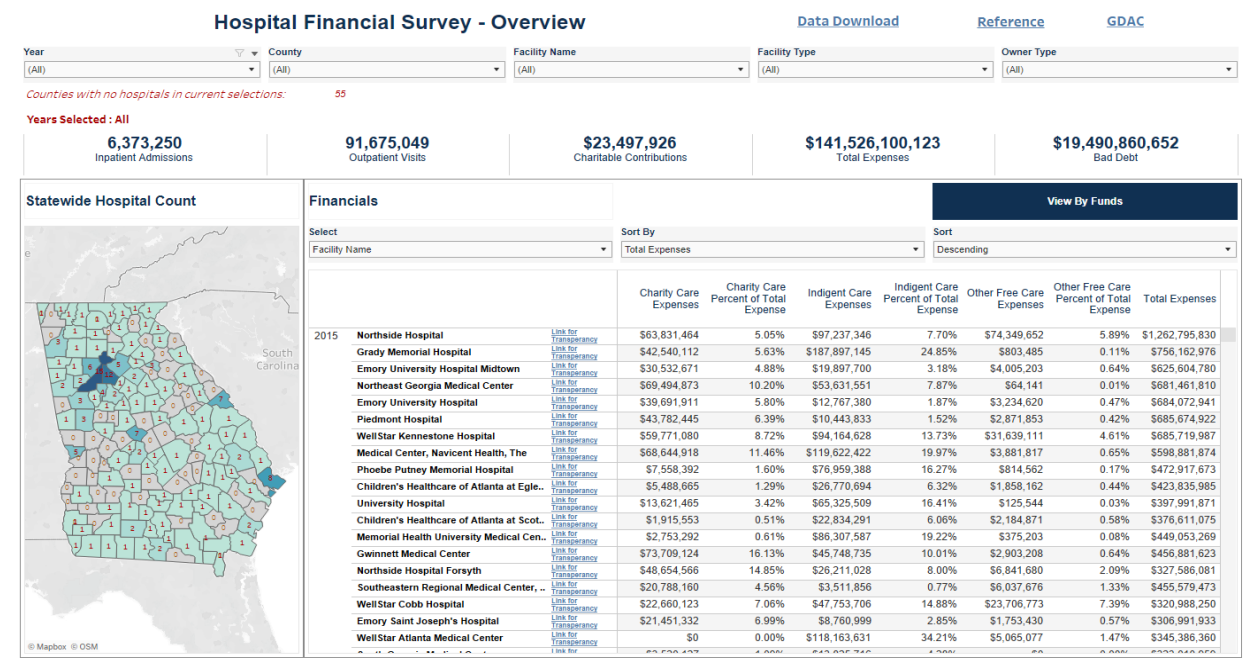 Hospital Financial Survey - Overview
Data Download Reference GDAC
Year County Facility Name Facility Type Owner Type
(All) (All) (All) (All) (All)
Counties with no hospitals in current selections: 55
Years Selected : All
6,373,250 91,675,049 $23,497,926 $141,526,100,123 $19,490,860,652
Inpatient Admissions Outpatient Visits Charitable Contributions Total Expenses Bad Debt
Statewide Hospital Count
Financials View By Funds
Select Sort By Sort
Facility Name Total Expenses Descending
South
Carolina
© Mapbox © OSM
Charity Care Expenses Charity Care Percent of Total Expense Indigent Care Expenses Indigent Care Percent of Total Expense Other Free Care Expenses Other Free Care Percent of Total Expense Total Expenses
2015 Northside Hospital Link for Transperancy $63,831,464 5.05% $97,237,346 7.70% $74,349,652 5.89% $1,262,795,830
Grady Memorial Hospital Link for Transperancy $42,540,112 5.63% $187,897,145 24.85% $803,485 0.11% $756,162,976
Emory University Hospital Midtown Link for Transperancy $30,532,671 4.88% $19,897,700 3.18% $4,005,203 0.64% $625,604,780
Northeast Georgia Medical Center Link for Transperancy $69,494,873 10.20% $53,631,551 7.87% $64,141 0.01% $681,461,810
Emory University Hospital Link for Transperancy $39,691,911 5.80% $12,767,380 1.87% $3,234,620 0.47% $684,072,941
Piedmont Hospital Link for Transperancy $43,782,445 6.39% $10,443,833 1.52% $2,871,853 0.42% $685,674,922
WellStar Kennestone Hospital Link for Transperancy $59,771,080 8.72% $94,164,628 13.73% $31,639,111 4.61% $685,719,987
Medical Center, Navicent Health, The Link for Transperancy $68,644,918 11.46% $119,622,422 19.97% $3,881,817 0.65% $598,881,874
Phoebe Putney Memorial Hospital Link for Transperancy $7,558,392 1.60% $76,959,388 16.27% $814,562 0.17% $472,917,673
Children's Healthcare of Atlanta at Egle.. Link for Transperancy $5,488,665 1.29% $26,770,694 6.32% $1,858,162 0.44% $423,835,985
University Hospital Link for Transperancy $13,621,465 3.42% $65,325,509 16.41% $125,544 0.03% $397,991,871
Children's Healthcare of Atlanta at Scot.. Link for Transperancy $1,915,553 0.51% $22,834,291 6.06% $2,184,871 0.58% $376,611,075
Memorial Health University Medical Cen.. Link for Transperancy $2,753,292 0.61% $86,307,587 19.22% $375,203 0.08% $449,053,269
Gwinnett Medical Center Link for Transperancy $73,709,124 16.13% $45,748,735 10.01% $2,903,208 0.64% $456,881,623
Northside Hospital Forsyth Link for Transperancy $48,654,566 14.85% $26,211,028 8.00% $6,841,680 2.09% $327,586,081
Southeastern Regional Medical Center, .. Link for Transperancy $20,788,160 4.56% $3,511,856 0.77% $6,037,676 1.33% $455,579,473
WellStar Cobb Hospital Link for Transperancy $22,660,123 7.06% $47,753,706 14.88% $23,706,773 7.39% $320,988,250
Emory Saint Joseph's Hospital Link for Transperancy $21,451,332 6.99% $8,760,999 2.85% $1,753,430 0.57% $306,991,933
WellStar Atlanta Medical Center Link for Transperancy $0 0.00% $118,163,631 34.21% $5,065,077 1.47% $345,386,360